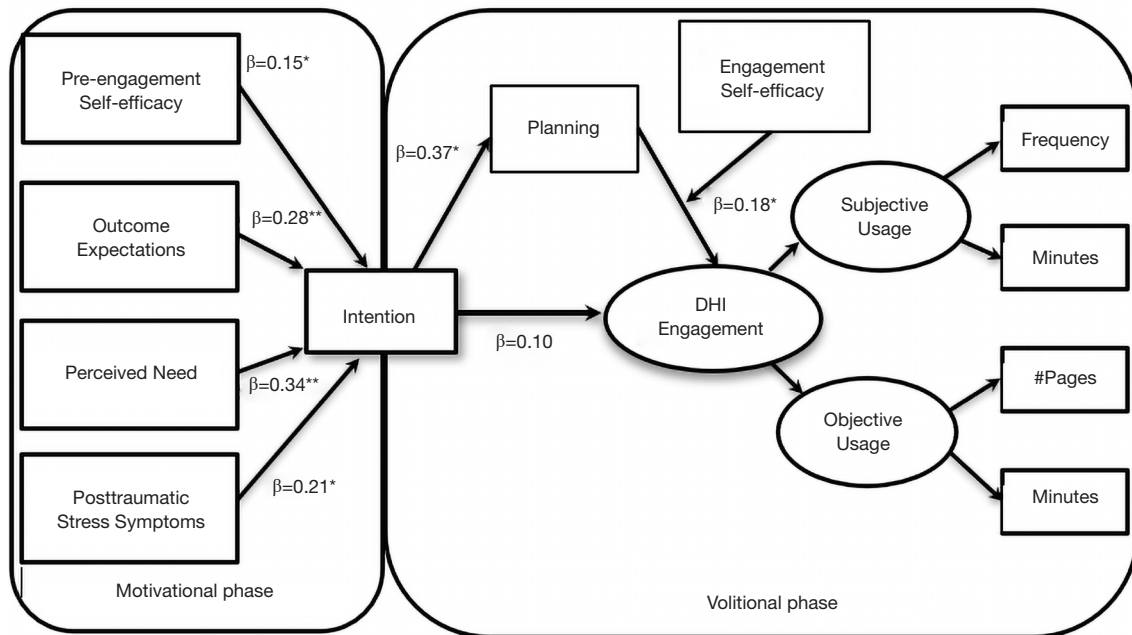 Pre-engagement
Self-efficacy
β=0.15*
Outcome
Expectations
β=0.28**
Perceived Need
β=0.34**
Posttraumatic
Stress Symptoms
β=0.21*
Motivational phase
Intention
β=0.37*
β=0.10
Planning
Engagement
Self-efficacy
β=0.18*
DHI
Engagement
Subjective
Usage
Objective
Usage
Frequency
Minutes
#Pages
Minutes
Volitional phase